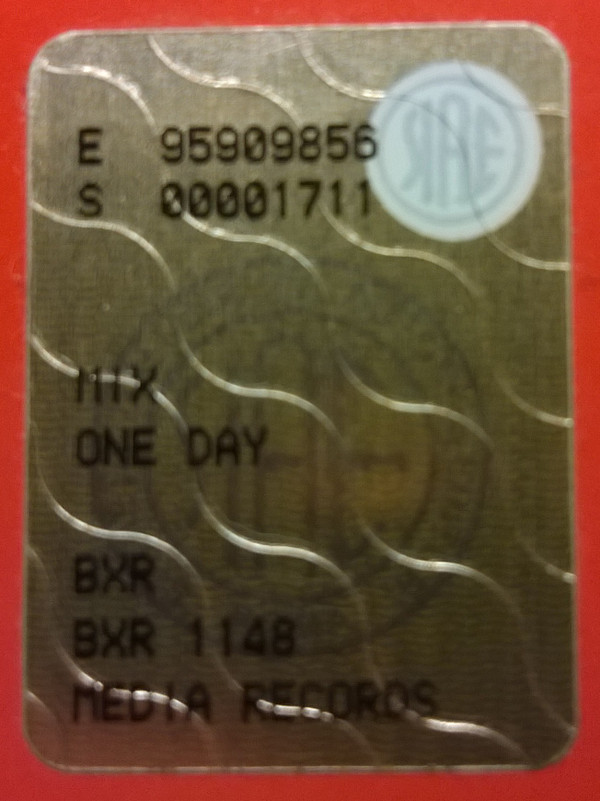 E 95909856
S 00001711
MIX
ONE DAY
BXR
BXR 1148
MEDIA RECORDS